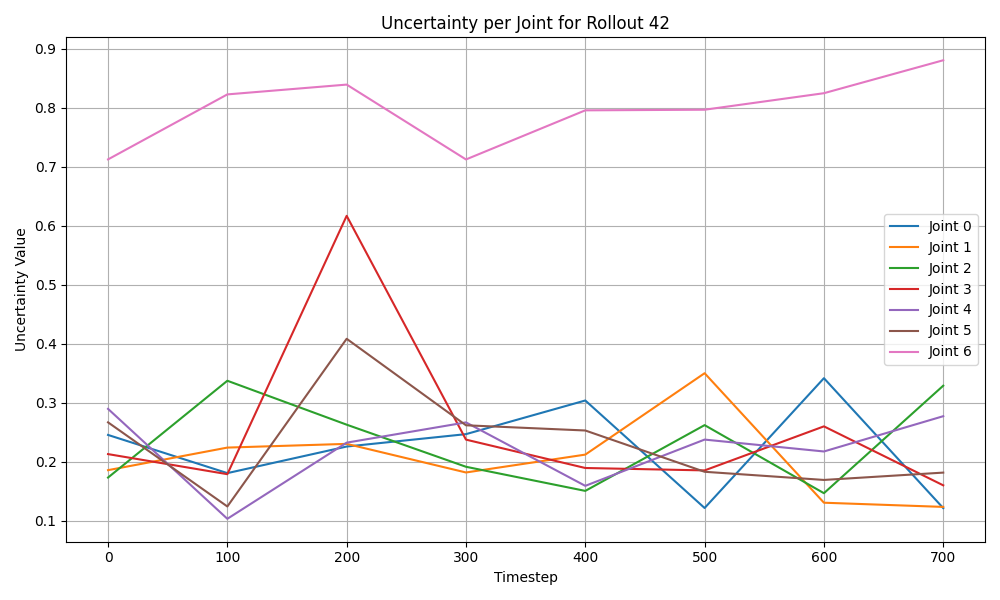 Uncertainty per Joint for Rollout 42
Uncertainty Value
0.9
0.8
0.7
0.6
0.5
0.4
0.3
0.2
0.1
Joint 0
Joint 1
Joint 2
Joint 3
Joint 4
Joint 5
Joint 6
0 100 200 300 400 500 600 700
Timestep